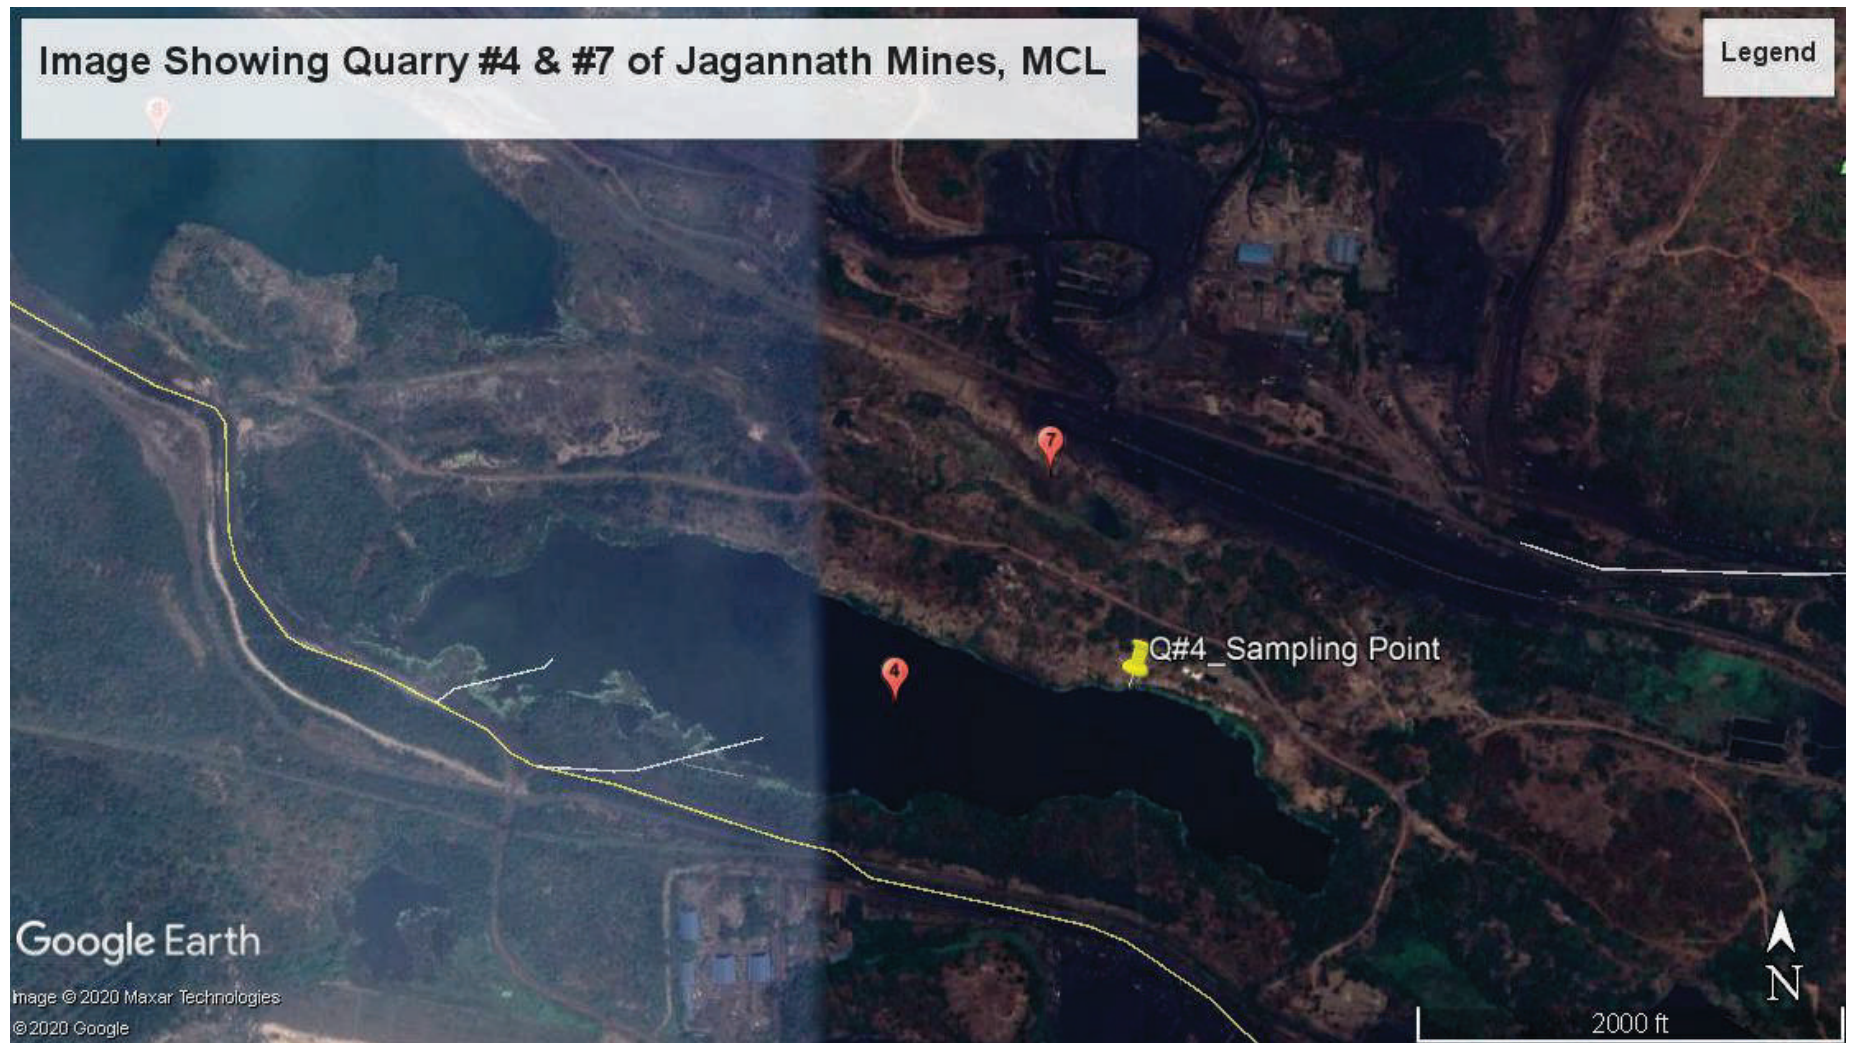 Image Showing Quarry #4 & #7 of Jagannath Mines, MCL
Legend
7
Q#4_Sampling Point
4
Google Earth
Image © 2020 Maxar Technologies
© 2020 Google
N
2000 ft